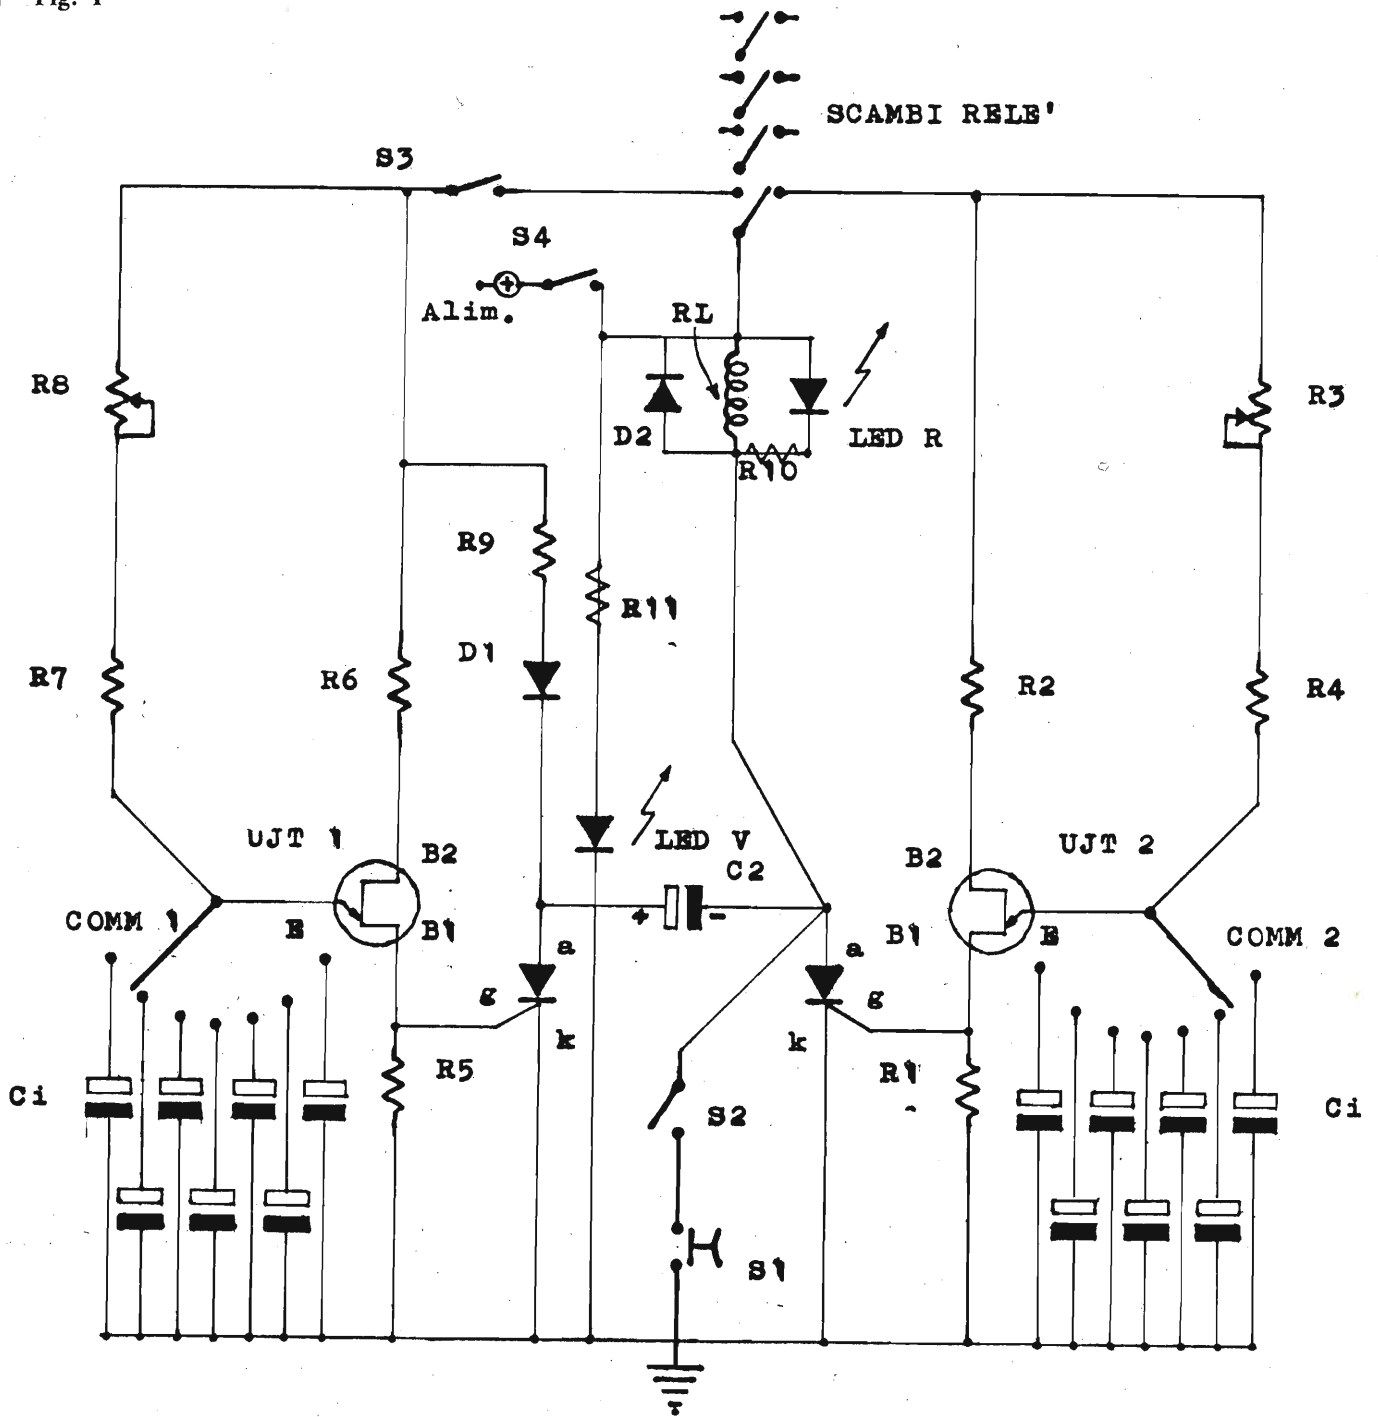 Fig. 1
SCAMBI RELE'
S3
S4
Alim.
RL
R8
R3
D2
LED R
R10
R9
R11
D1
R7
R6
R2
R4
UJT 1
B2
LED V
C2
B2
UJT 2
COMM 1
E
B1
+
-
a
B1
E
COMM 2
a
g
g
k
k
R5
R1
Ci
S2
Ci
S1